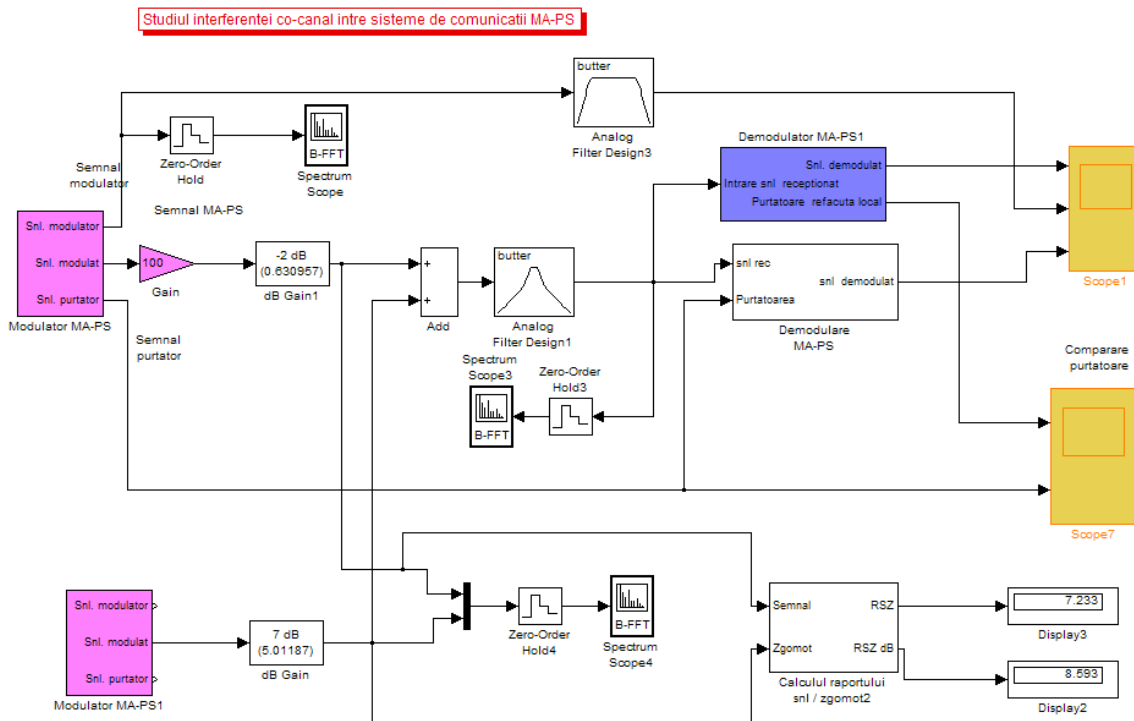 Studiul interferentei co-canal intre sisteme de comunicatii MA-PS
butter
Analog
Filter Design3
B-FFT
Spectrum
Scope
Zero-Order
Hold
Semnal
modulator
Semnal MA-PS
Demodulator MA-PS1
Snl. demodulat
Intrare snl receptionat
Purtatoare refacuta local
Scope1
Snl. modulator
Snl. modulat
Snl. purtator
Modulator MA-PS
100
Gain
-2 dB
(0.630957)
dB Gain1
+
+
Add
butter
Analog
Filter Design1
snl rec
Purtatoarea
snl demodulat
Demodulare
MA-PS
Semnal
purtator
Spectrum
Scope3
B-FFT
Zero-Order
Hold3
Comparare
purtatoare
Scope7
Snl. modulator
Snl. modulat
Snl. purtator
Modulator MA-PS1
7 dB
(5.01187)
dB Gain
Zero-Order
Hold4
B-FFT
Spectrum
Scope4
Semnal
Zgomot
RSZ
RSZ dB
Calculul raportului
snl / zgomot2
7.233
Display3
8.593
Display2